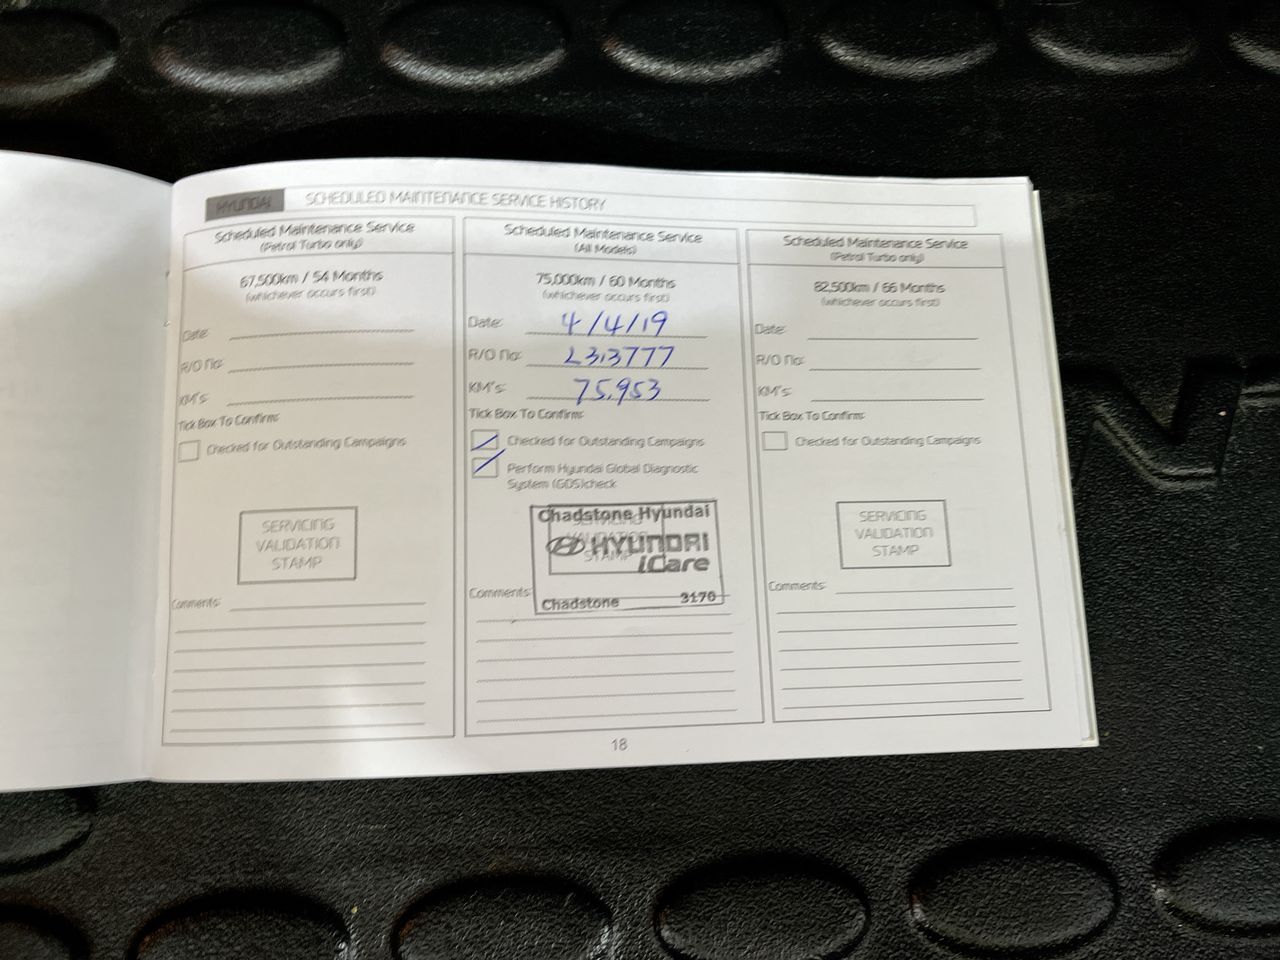 HYUNDAI
SCHEDULED MAINTENANCE SERVICE HISTORY
Scheduled Maintenance Service
(Petrol Turbo only)
67,500km / 54 Months
(whichever occurs first)
Date:
R/O No:
KM's:
Tick Box To Confirm:
Checked for Outstanding Campaigns
SERVICING
VALIDATION
STAMP
Comments:
Scheduled Maintenance Service
(All Models)
75,000km / 60 Months
(whichever occurs first)
Date: 4/4/19
R/O No: 2313777
KM's: 75,953
Tick Box To Confirm:
Checked for Outstanding Campaigns
Perform Hyundai Global Diagnostic
System (GDS)check
Chadstone Hyundai
SERVICING
VALIDATION
STAMP
HYUNDAI
iCare
Chadstone 3170
Comments:
Scheduled Maintenance Service
(Petrol Turbo only)
82,500km / 66 Months
(whichever occurs first)
Date:
R/O No:
KM's:
Tick Box To Confirm:
Checked for Outstanding Campaigns
SERVICING
VALIDATION
STAMP
Comments:
18